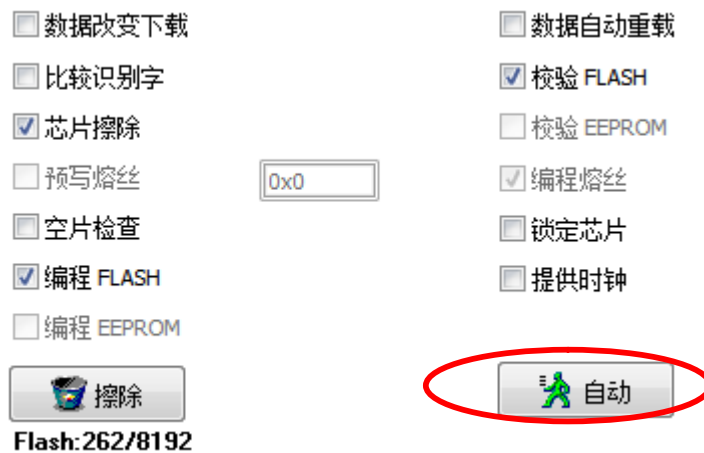 数据改变下载
数据自动重载
比较识别字
校验 FLASH
芯片擦除
校验 EEPROM
预写熔丝
0x0
编程熔丝
空片检查
锁定芯片
编程 FLASH
提供时钟
编程 EEPROM
擦除
自动
Flash:262/8192